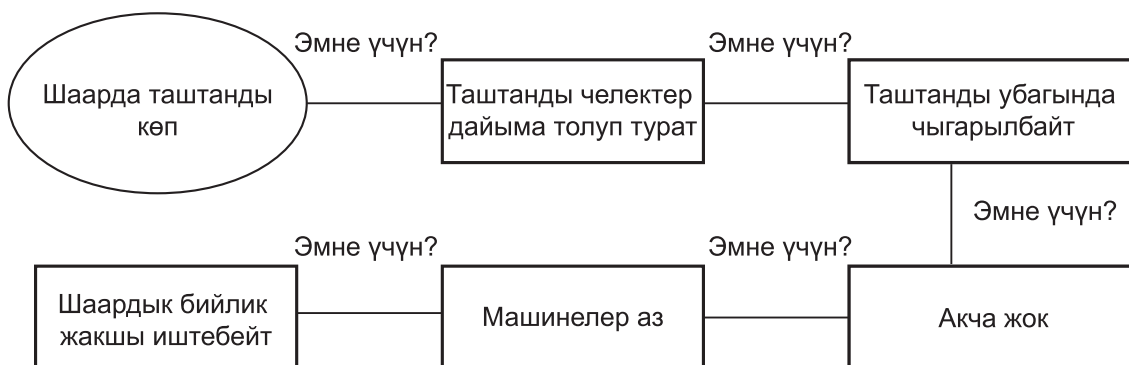 Эмне үчүн?
Эмне үчүн?
Шаарда таштанды
көп
Таштанды челектер
дайыма толуп турат
Таштанды убагында
чыгарылбайт
Эмне үчүн?
Эмне үчүн?
Эмне үчүн?
Шаардык бийлик
жакшы иштебейт
Машинелер аз
Акча жок